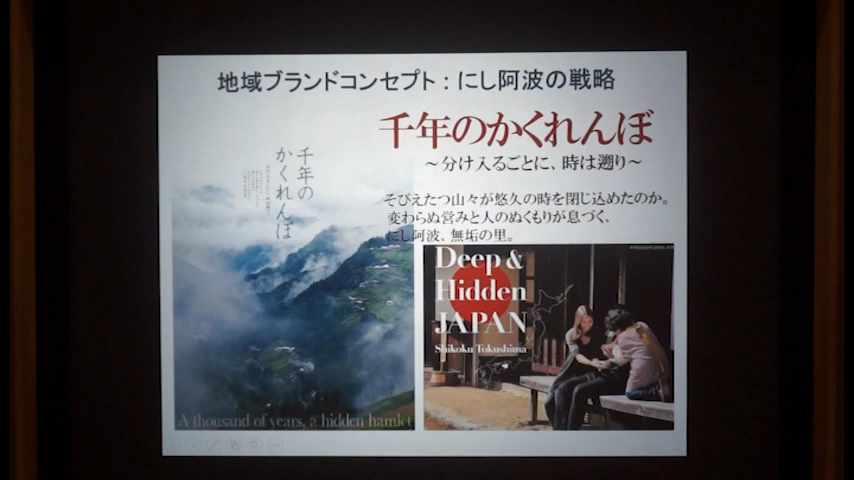 地域ブランドコンセプト：にし阿波の戦略
千年のかくれんぼ
～分け入るごとに、時は遡り～
そびえたつ山々が悠久の時を閉じ込めたのか。
変わらぬ営みと人のぬくもりが息づく、
にし阿波、無垢の里。
千年の
かくれんぼ
A thousand of years, a hidden hamlet
Deep &
Hidden
JAPAN
Shikoku Tokushima